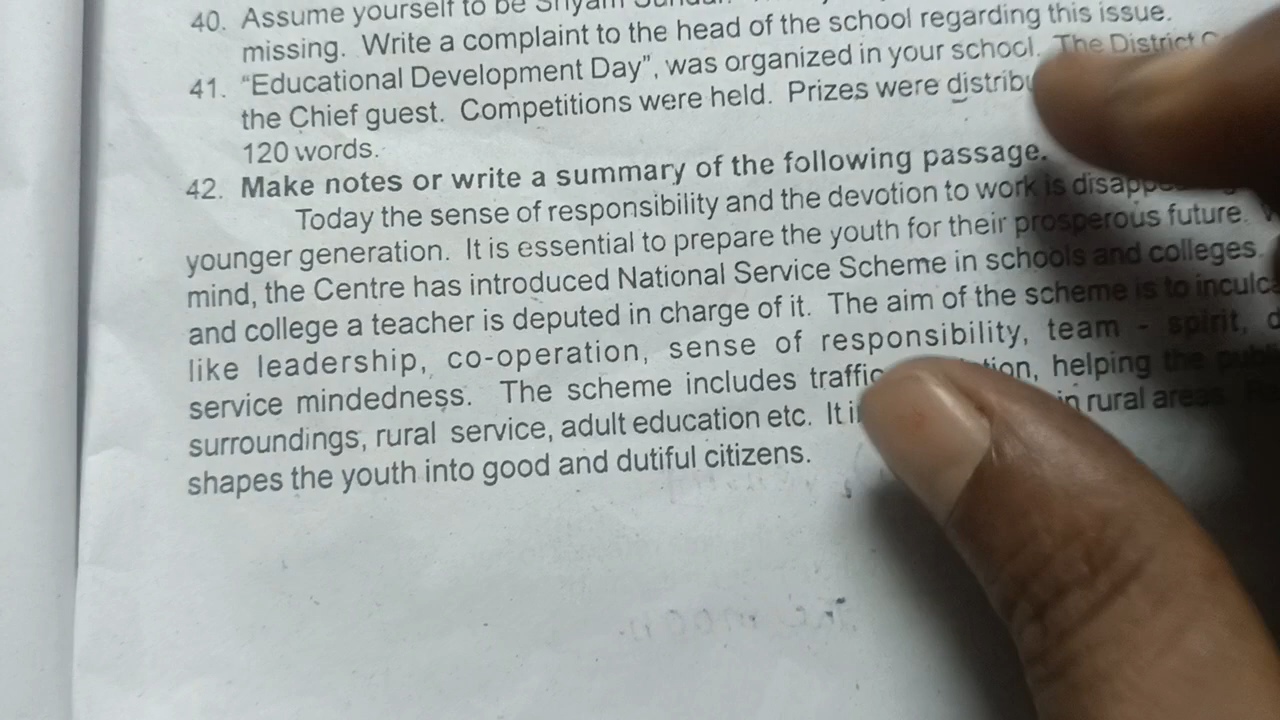 40. Assume yourself to be Shyam Sundar.
missing. Write a complaint to the head of the school regarding this issue.
41. "Educational Development Day", was organized in your school. The District
the Chief guest. Competitions were held. Prizes were
120 words.
42. Make notes or write a summary of the following passage.
Today the sense of responsibility and the devotion to work is
younger generation. It is essential to prepare the youth for their prosperous future.
mind, the Centre has introduced National Service Scheme in schools and colleges.
and college a teacher is deputed in charge of it. The aim of the scheme is to
like leadership, co-operation, sense of responsibility, team - spirit,
service mindedness. The scheme includes traffic helping the
surroundings, rural service, adult education etc. It in rural areas.
shapes the youth into good and dutiful citizens.